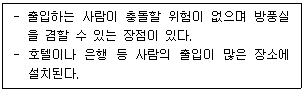 - 출입하는 사람이 충돌할 위험이 없으며 방풍실
을 겸할 수 있는 장점이 있다.
- 호텔이나 은행 등 사람의 출입이 많은 장소에
설치된다.